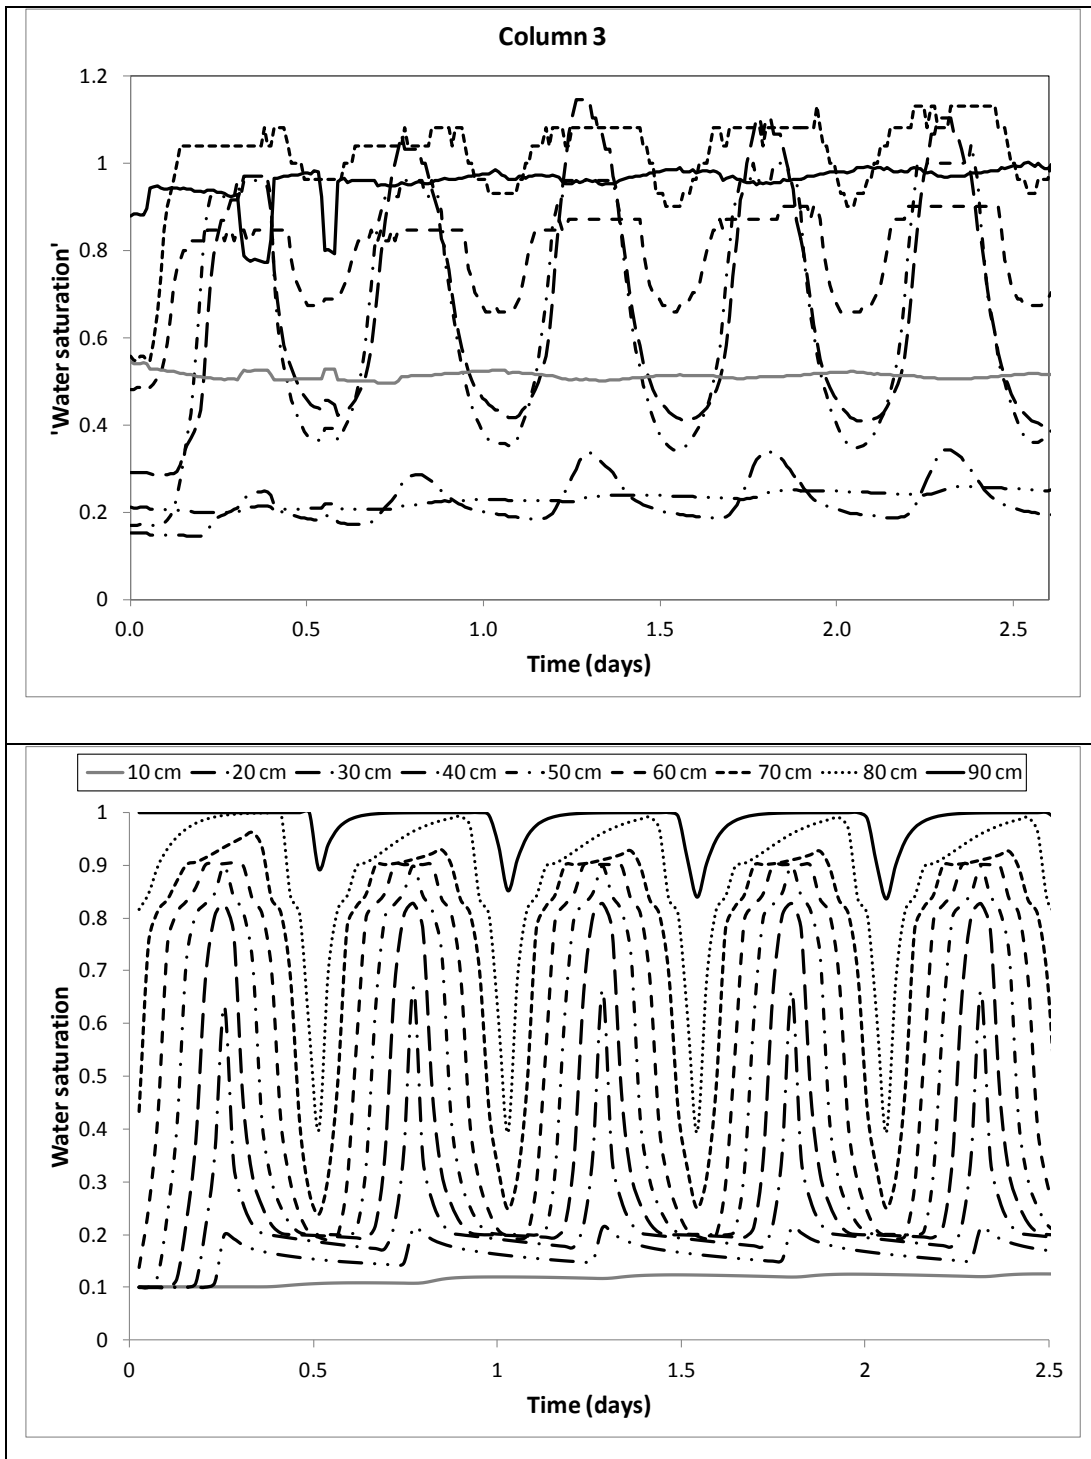 Column 3
1.2
1
0.8
0.6
0.4
0.2
0
'Water saturation'
0.0 0.5 1.0 1.5 2.0 2.5
Time (days)
10 cm 20 cm 30 cm 40 cm 50 cm 60 cm 70 cm 80 cm 90 cm
1
0.9
0.8
0.7
0.6
0.5
0.4
0.3
0.2
0.1
0
Water saturation
0 0.5 1 1.5 2 2.5
Time (days)